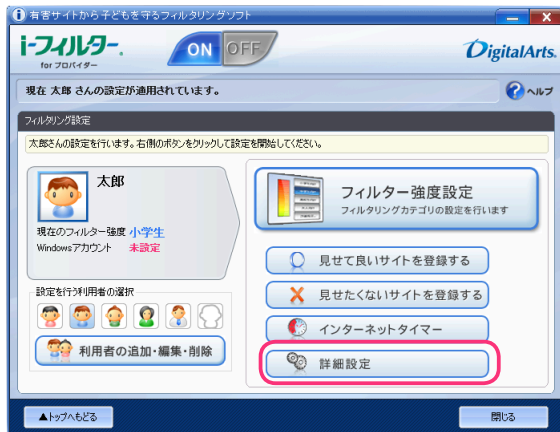 有害サイトから子どもを守るフィルタリングソフト
i-フィルター.
for プロバイダー
ON OFF
DigitalArts.
現在 太郎 さんの設定が適用されています。
ヘルプ
フィルタリング設定
太郎さんの設定を行います。右側のボタンをクリックして設定を開始してください。
太郎
現在のフィルター強度 小学生
Windowsアカウント 未設定
設定を行う利用者の選択
利用者の追加・編集・削除
フィルター強度設定
フィルタリングカテゴリの設定を行います
見せて良いサイトを登録する
見せたくないサイトを登録する
インターネットタイマー
詳細設定
▲トップへもどる
閉じる